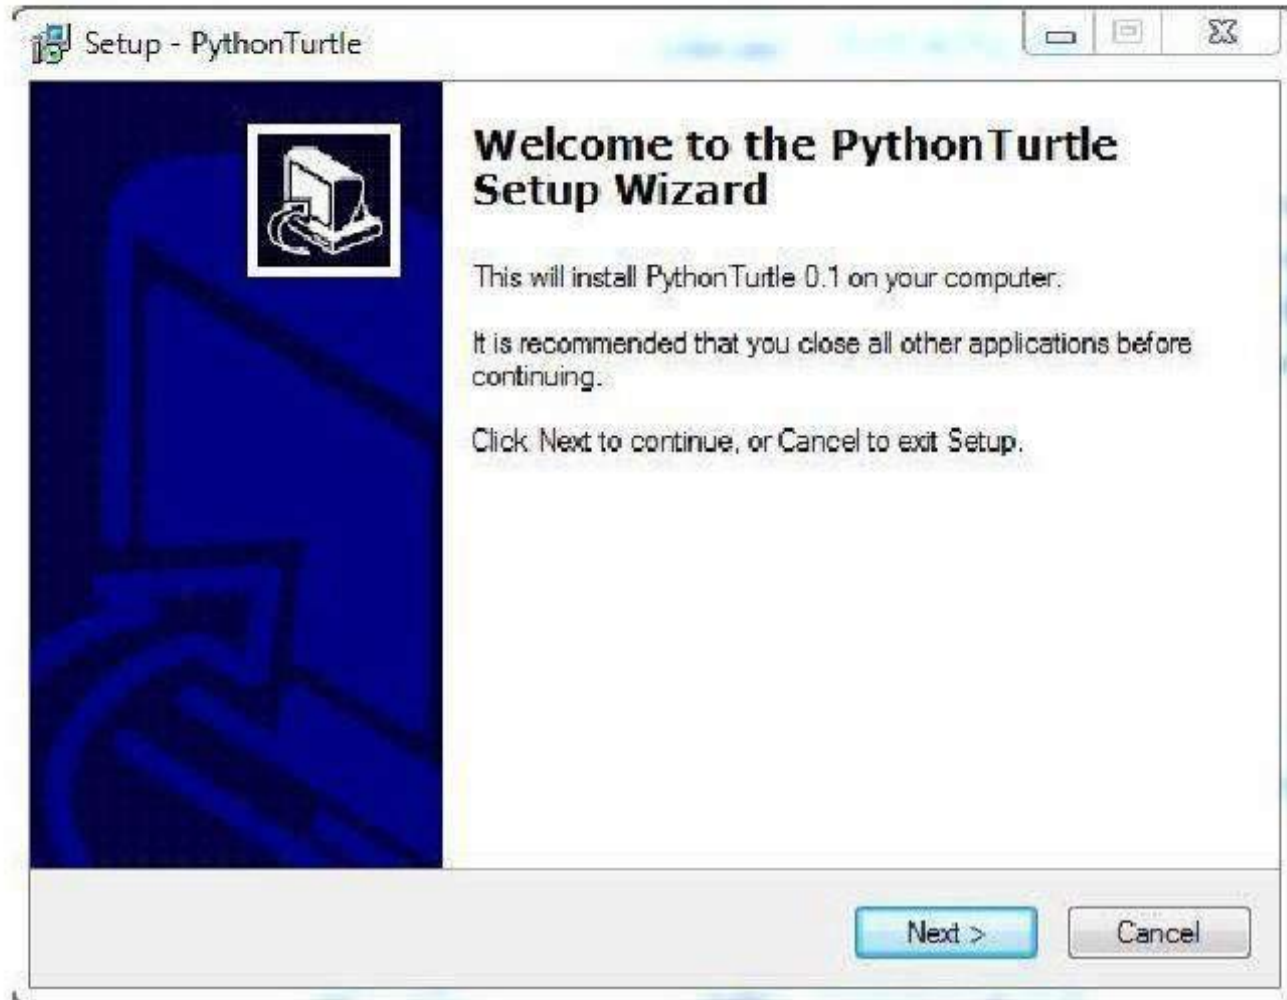 Setup - PythonTurtle
Welcome to the PythonTurtle
Setup Wizard
This will install PythonTurtle 0.1 on your computer.
It is recommended that you close all other applications before
continuing.
Click Next to continue, or Cancel to exit Setup.
Next >
Cancel